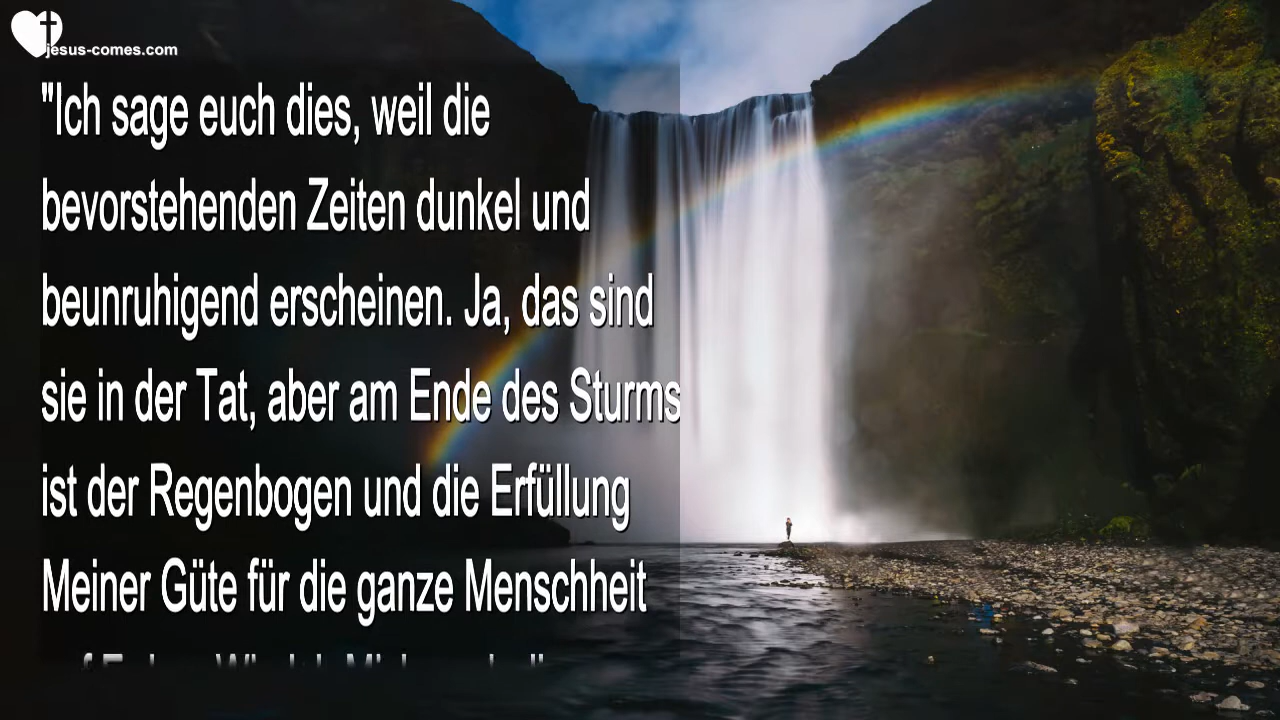 jesus-comes.com
"Ich sage euch dies, weil die
bevorstehenden Zeiten dunkel und
beunruhigend erscheinen. Ja, das sind
sie in der Tat, aber am Ende des Sturms
ist der Regenbogen und die Erfüllung
Meiner Güte für die ganze Menschheit